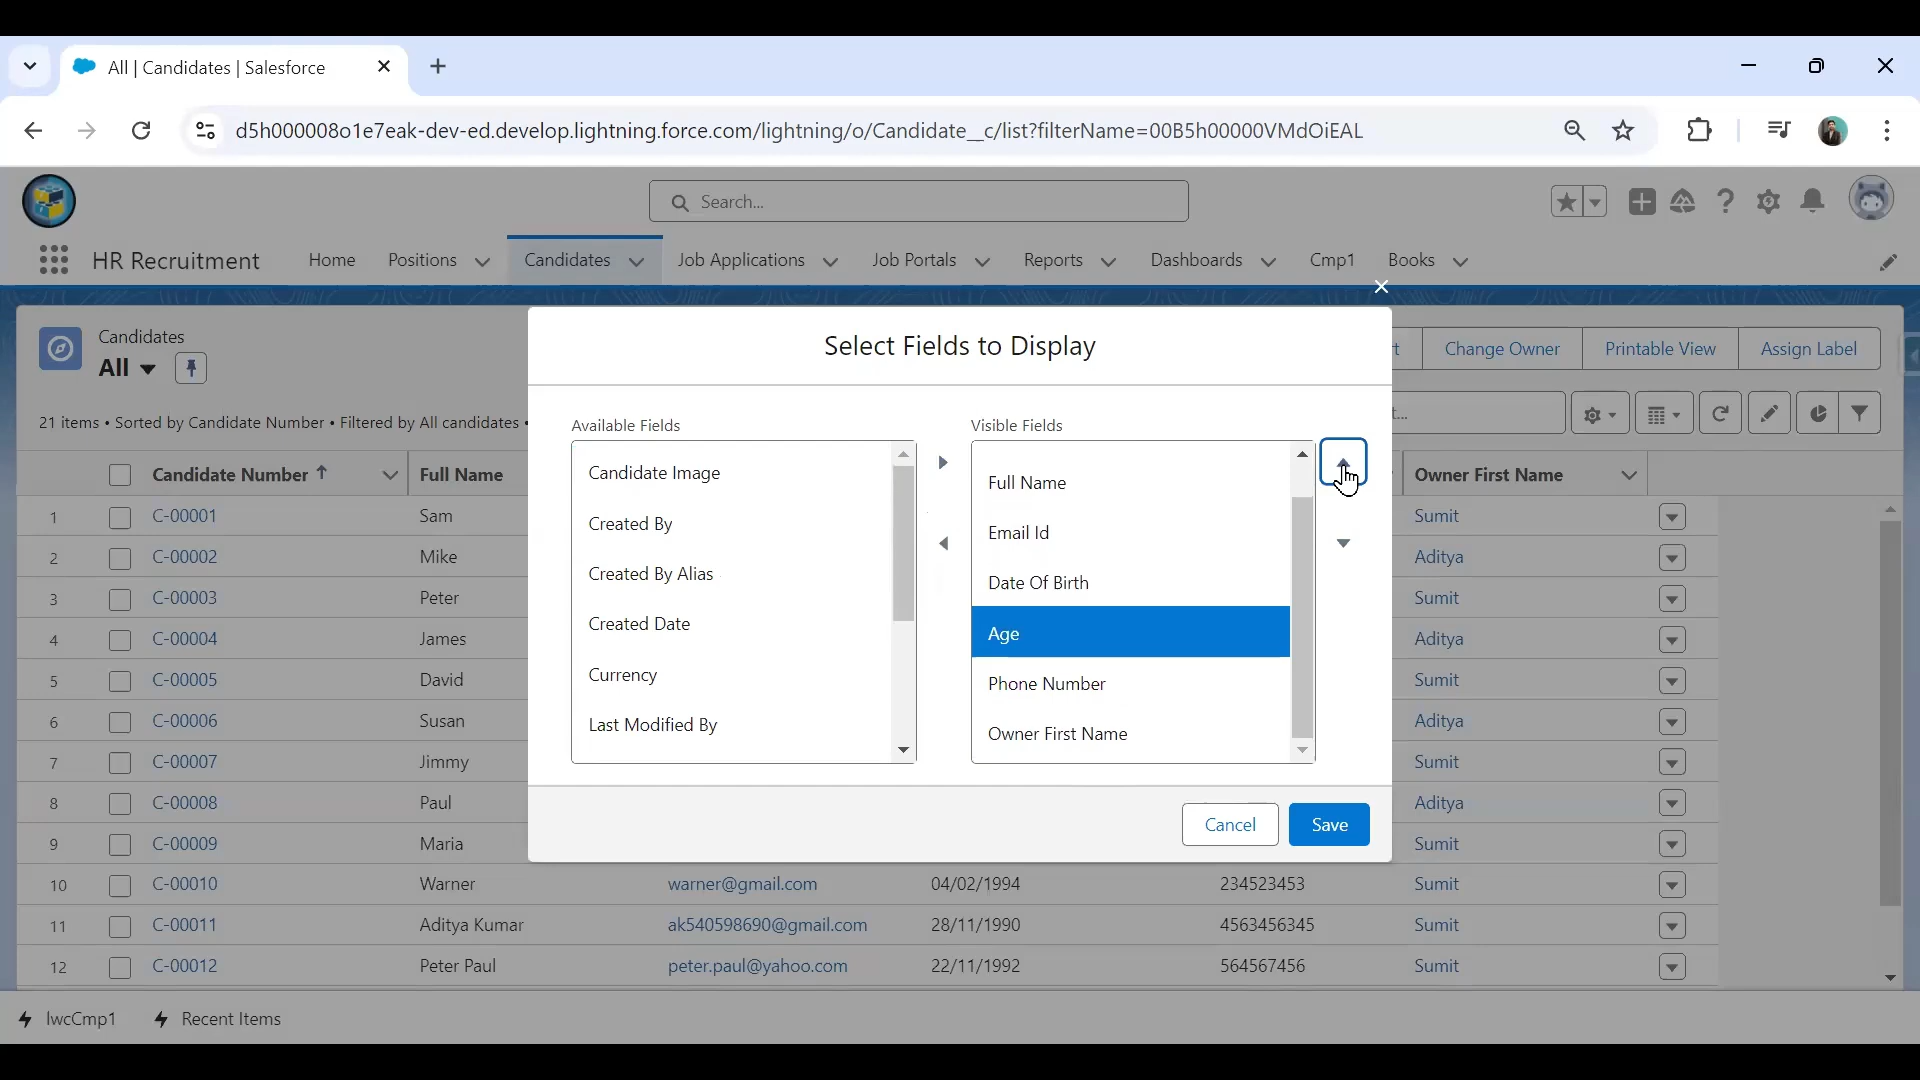 All | Candidates | Salesforce
d5h000008o1e7eak-dev-ed.develop.lightning.force.com/lightning/o/Candidate__c/list?filterName=00B5h00000VMdOiEAL
Search...
HR Recruitment Home Positions Candidates Job Applications Job Portals Reports Dashboards Cmp1 Books
Candidates
All
t Change Owner Printable View Assign Label
21 items • Sorted by Candidate Number • Filtered by All candidates •
t...
Candidate Number Full Name Owner First Name
1 C-00001 Sam Sumit
2 C-00002 Mike Aditya
3 C-00003 Peter Sumit
4 C-00004 James Aditya
5 C-00005 David Sumit
6 C-00006 Susan Aditya
7 C-00007 Jimmy Sumit
8 C-00008 Paul Aditya
9 C-00009 Maria Sumit
10 C-00010 Warner warner@gmail.com 04/02/1994 234523453 Sumit
11 C-00011 Aditya Kumar ak540598690@gmail.com 28/11/1990 4563456345 Sumit
12 C-00012 Peter Paul peter.paul@yahoo.com 22/11/1992 564567456 Sumit
Select Fields to Display
Available Fields
Candidate Image
Created By
Created By Alias
Created Date
Currency
Last Modified By
Visible Fields
Full Name
Email Id
Date Of Birth
Age
Phone Number
Owner First Name
Cancel Save
lwcCmp1 Recent Items